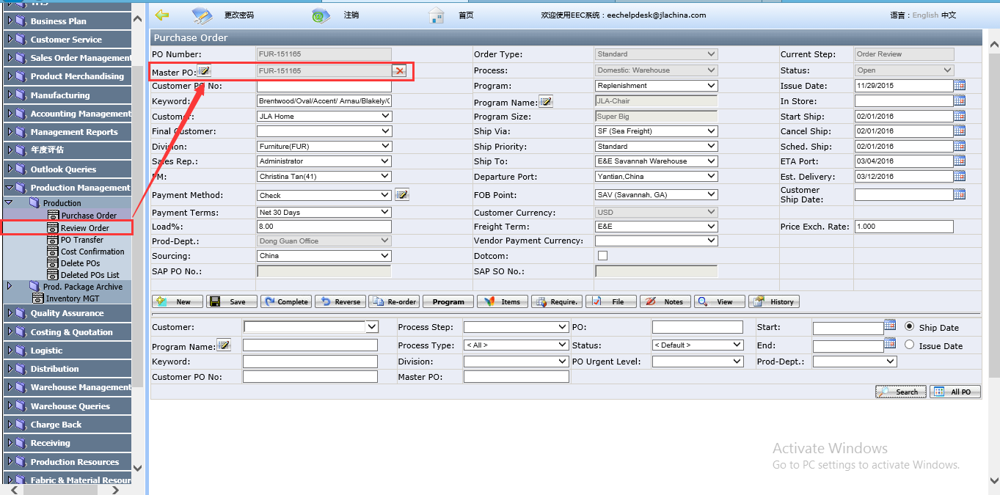 更改密码 注销 首页 欢迎使用EEC系统：eechelpdesk@jlachina.com 语言：English 中文
Business Plan
Customer Service
Sales Order Management
Product Merchandising
Manufacturing
Accounting Management
Management Reports
年度评估
Outlook Queries
Production Management
Production
Purchase Order
Review Order
PO Transfer
Cost Confirmation
Delete POs
Deleted POs List
Prod. Package Archive
Inventory MGT
Quality Assurance
Costing & Quotation
Logistic
Distribution
Warehouse Management
Warehouse Queries
Charge Back
Receiving
Production Resources
Fabric & Material Resour
Purchase Order
PO Number: FUR-151165 Order Type: Standard Current Step: Order Review
Master PO: FUR-151165 Process: Domestic: Warehouse Status: Open
Customer PO No: Program: Replenishment Issue Date: 11/29/2015
Keyword: Brentwood/Oval/Accent/ Arnau/Blakely/ Program Name: JLA-Chair In Store:
Customer: JLA Home Program Size: Super Big Start Ship: 02/01/2016
Final Customer: Ship Via: SF (Sea Freight) Cancel Ship: 02/01/2016
Division: Furniture(FUR) Ship Priority: Standard Sched. Ship: 02/01/2016
Sales Rep.: Administrator Ship To: E&E Savannah Warehouse ETA Port: 03/04/2016
PM: Christina Tan(41) Departure Port: Yantian,China Est. Delivery: 03/12/2016
Payment Method: Check FOB Point: SAV (Savannah, GA) Customer Ship Date:
Payment Terms: Net 30 Days Customer Currency: USD
Load%: 8.00 Freight Term: E&E Price Exch. Rate: 1.000
Prod-Dept.: Dong Guan Office Vendor Payment Currency:
Sourcing: China Dotcom:
SAP PO No.: SAP SO No.:
New Save Complete Reverse Re-order Program Items Require. File Notes View History
Customer: Process Step: PO: Start: Ship Date
Program Name: Process Type: < All > Status: < Default > End: Issue Date
Keyword: Division: PO Urgent Level: Prod-Dept.:
Customer PO No: Master PO:
Search All PO
Activate Windows
Go to PC settings to activate Windows.